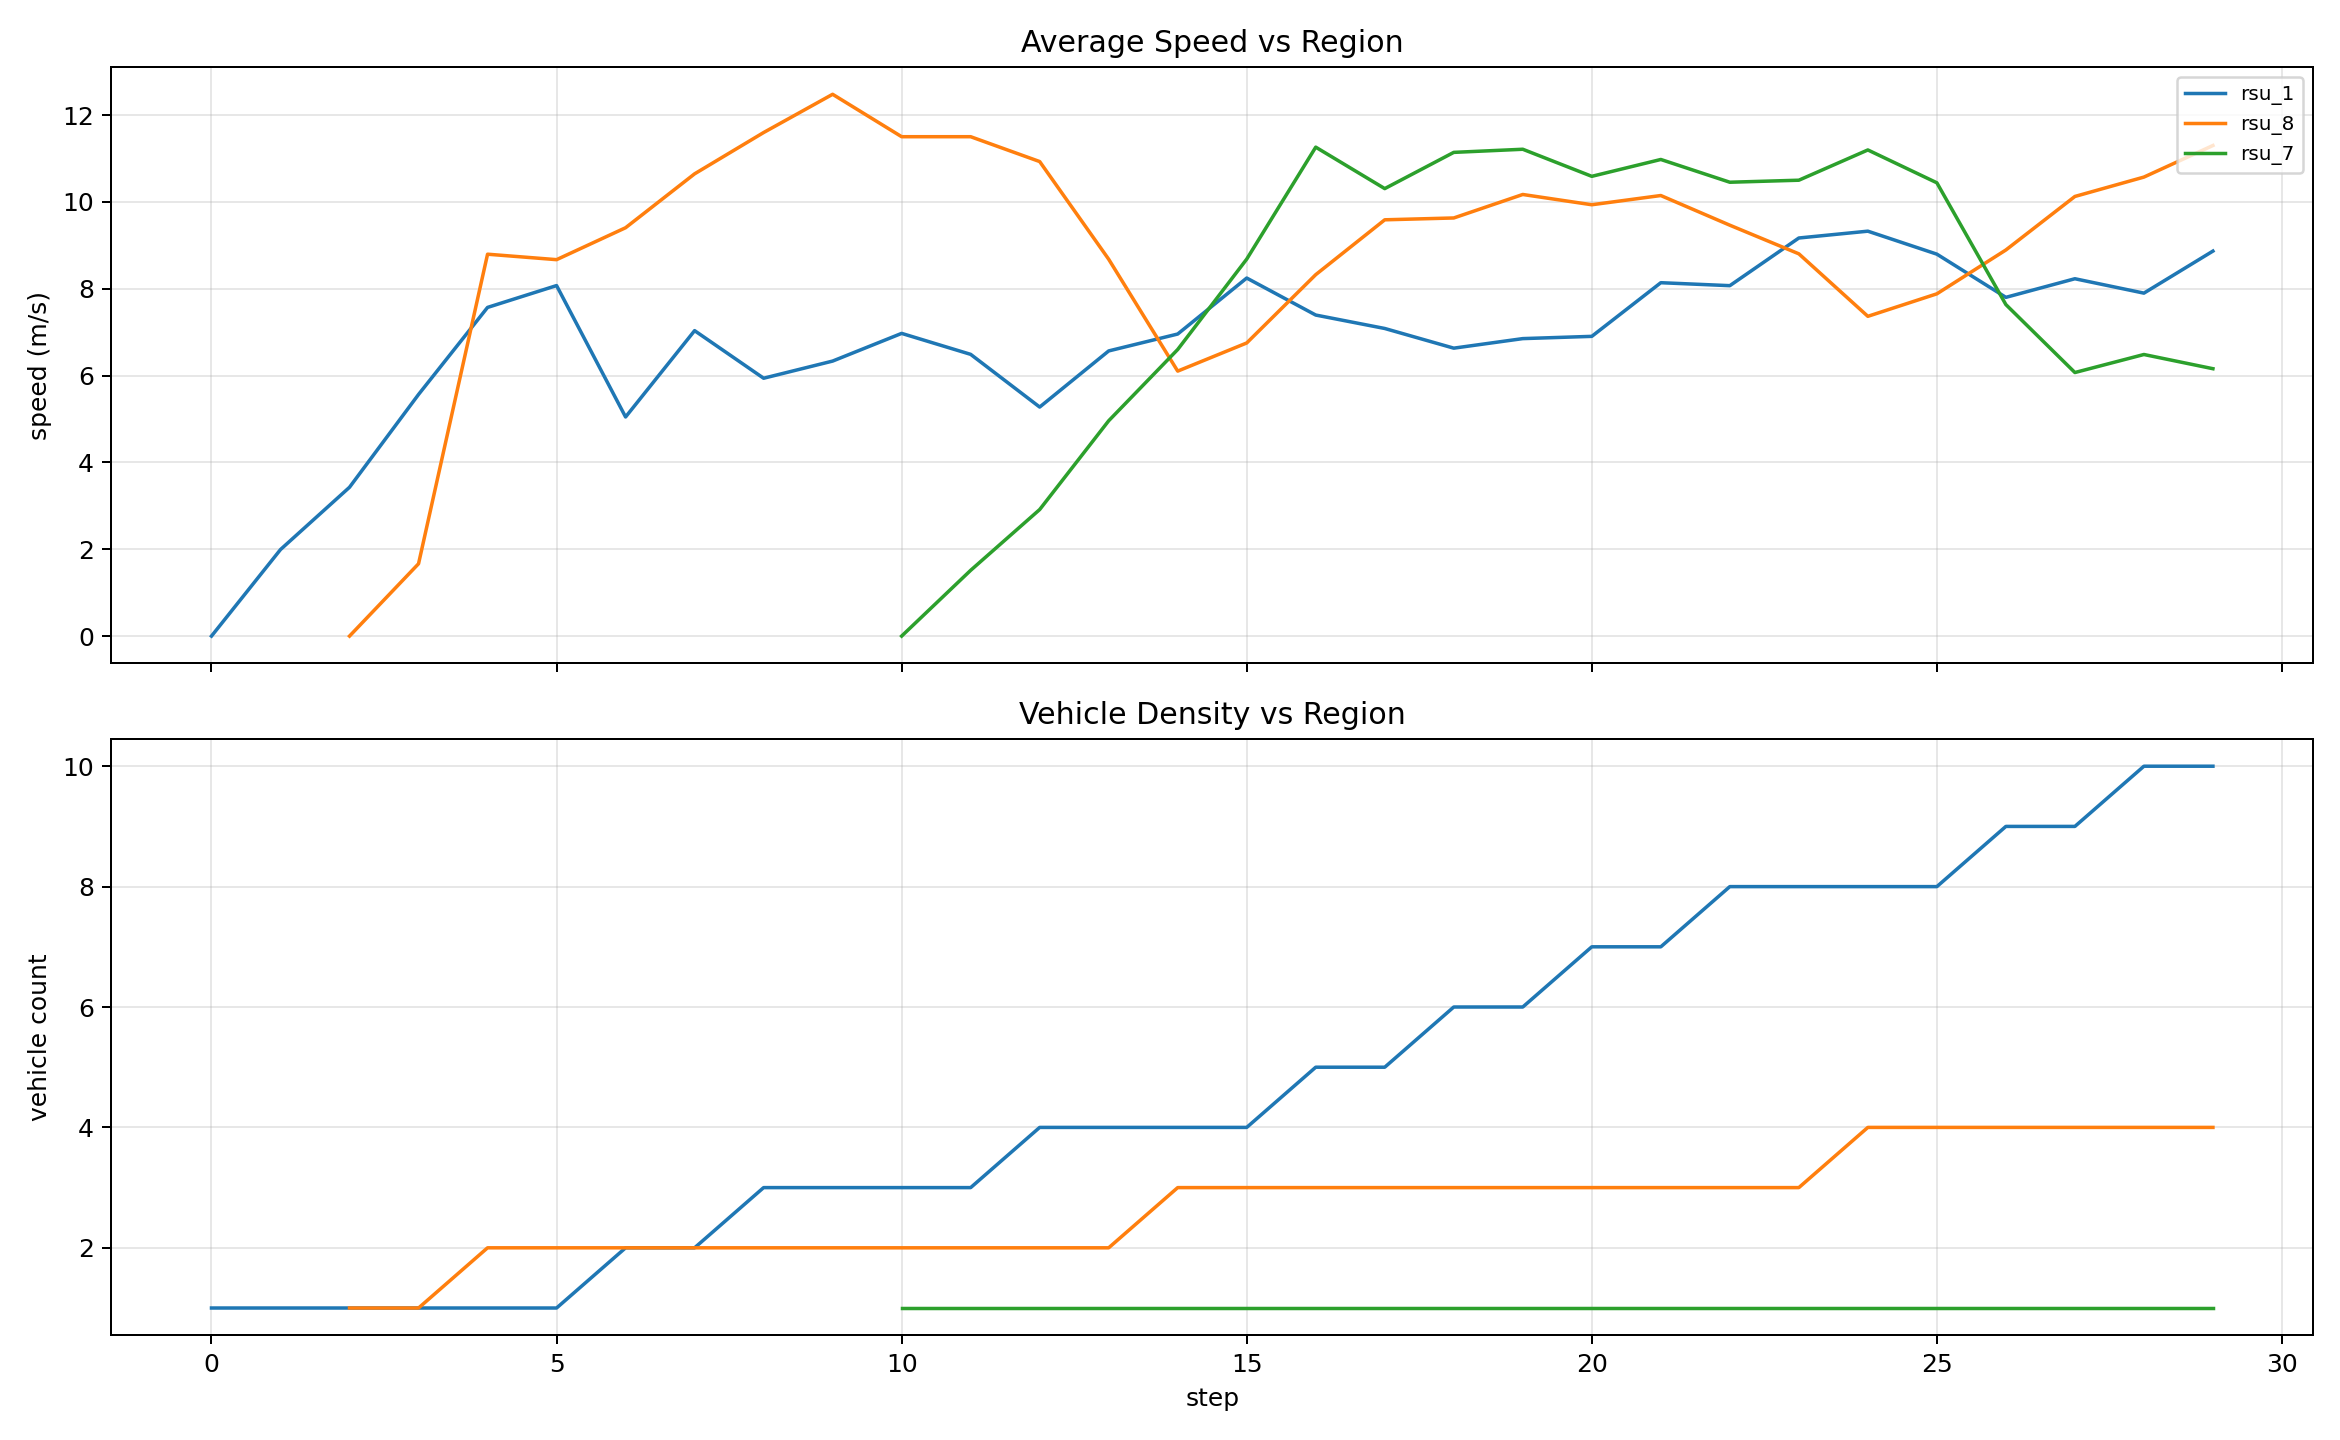 Average Speed vs Region
12
10
8
6
4
2
0
speed (m/s)
rsu_1
rsu_8
rsu_7
Vehicle Density vs Region
10
8
6
4
2
vehicle count
0 5 10 15 20 25 30
step